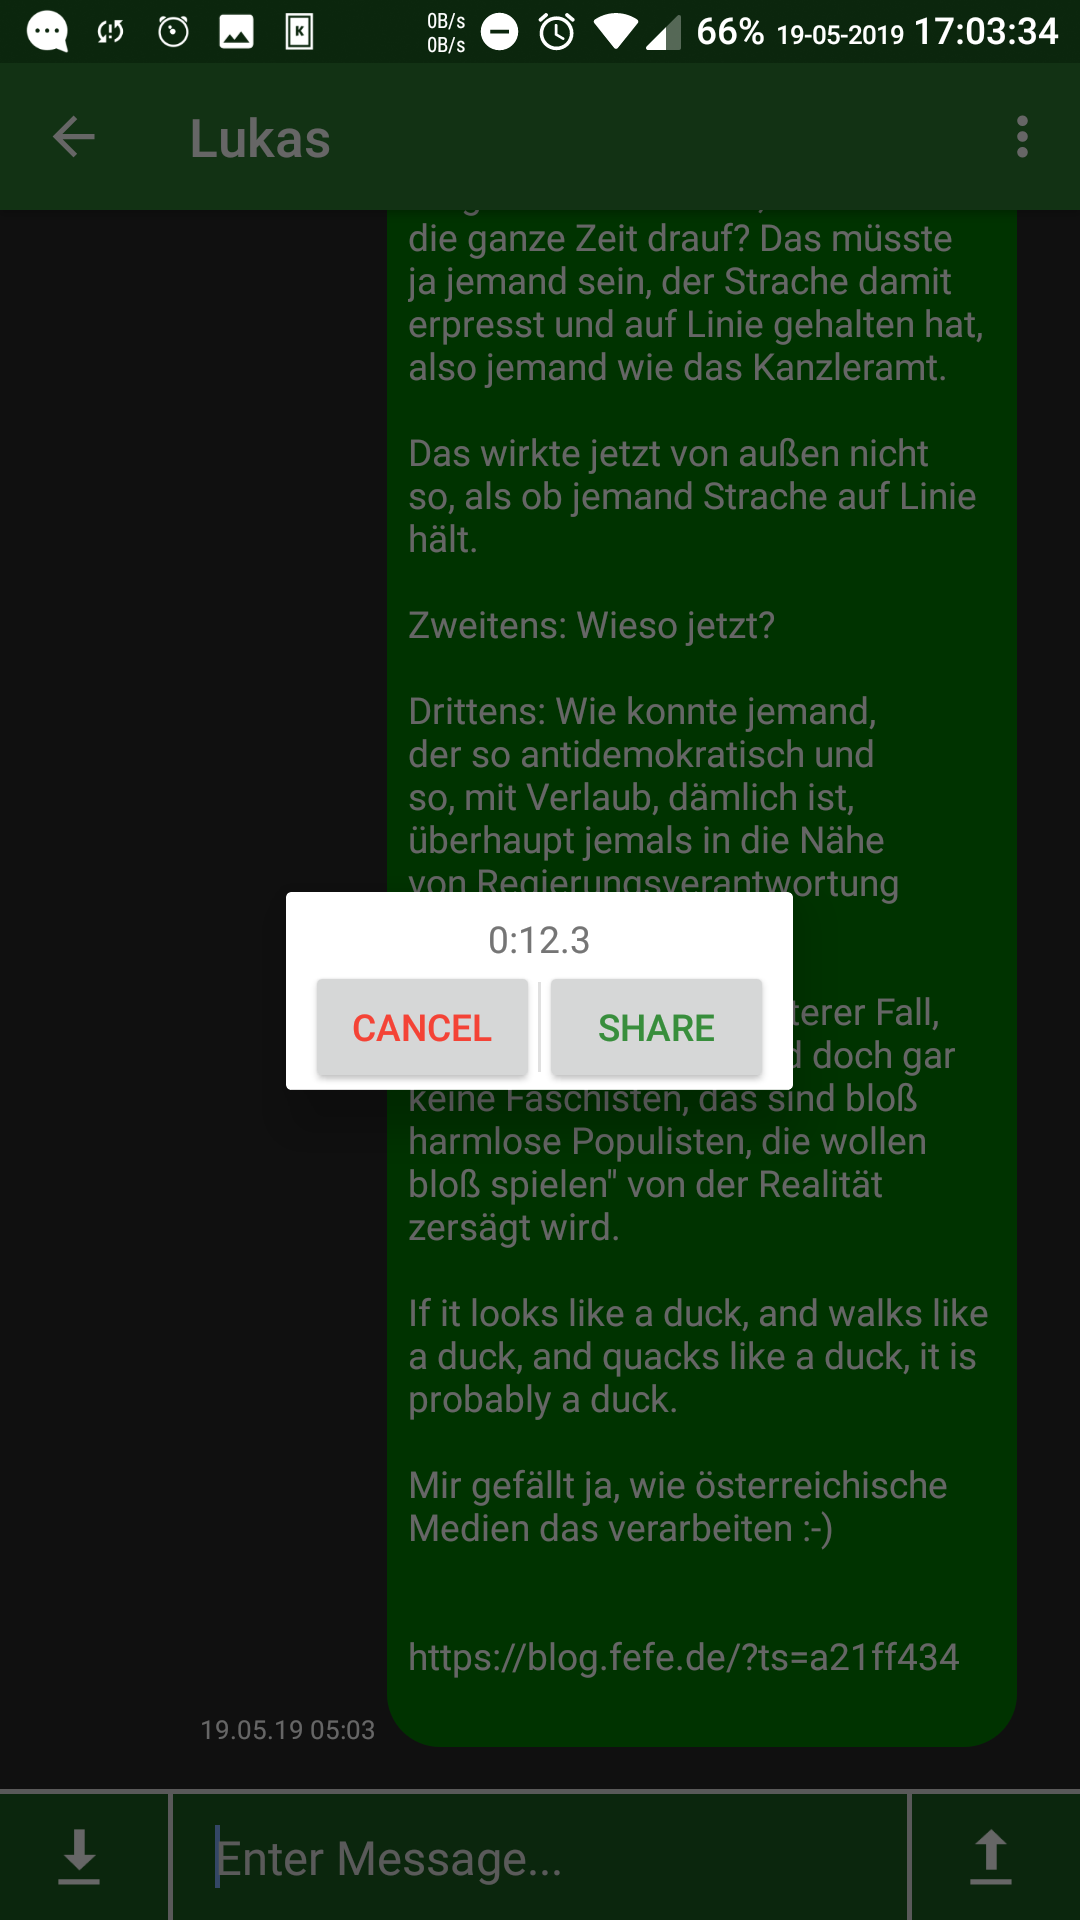 0B/s
0B/s
66% 19-05-2019 17:03:34
Lukas
die ganze Zeit drauf? Das müsste
ja jemand sein, der Strache damit
erpresst und auf Linie gehalten hat,
also jemand wie das Kanzleramt.
Das wirkte jetzt von außen nicht
so, als ob jemand Strache auf Linie
hält.
Zweitens: Wieso jetzt?
Drittens: Wie konnte jemand,
der so antidemokratisch und
so, mit Verlaub, dämlich ist,
überhaupt jemals in die Nähe
von Regierungsverantwortung
0:12.3
CANCEL SHARE
terer Fall,
d doch gar
keine Faschisten, das sind bloß
harmlose Populisten, die wollen
bloß spielen" von der Realität
zersägt wird.
If it looks like a duck, and walks like
a duck, and quacks like a duck, it is
probably a duck.
Mir gefällt ja, wie österreichische
Medien das verarbeiten :-)
https://blog.fefe.de/?ts=a21ff434
19.05.19 05:03
Enter Message...